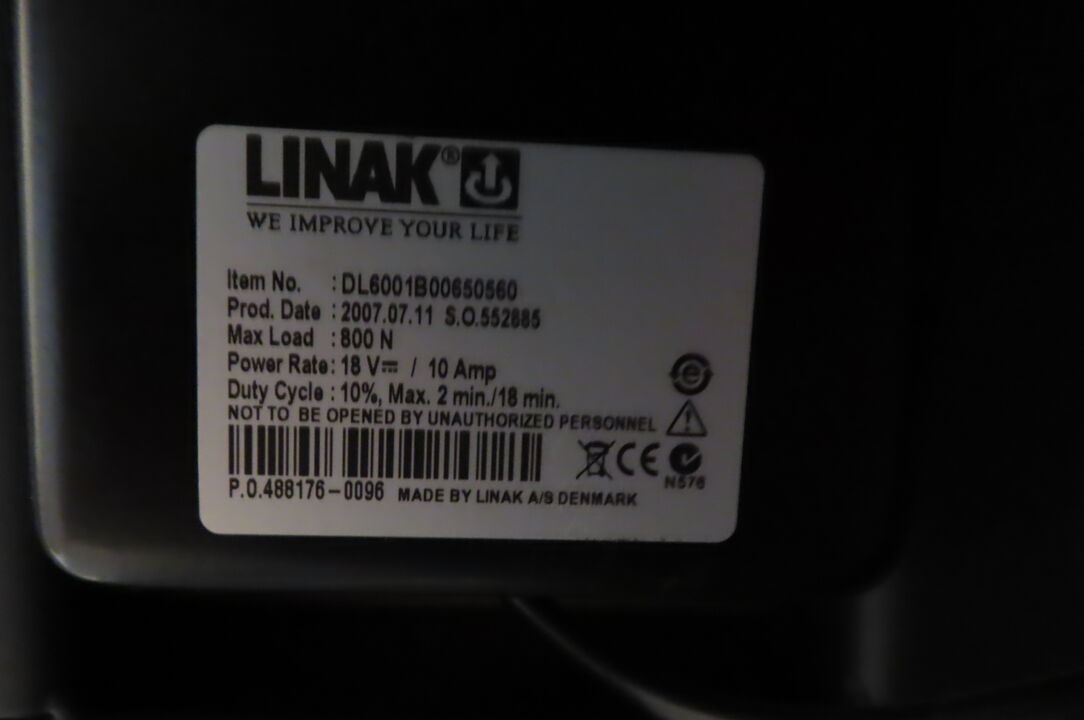 LINAK®
WE IMPROVE YOUR LIFE
Item No. : DL6001B00650560
Prod. Date : 2007.07.11 S.O.552885
Max Load : 800 N
Power Rate: 18 V⎓ / 10 Amp
Duty Cycle : 10%, Max. 2 min./18 min.
NOT TO BE OPENED BY UNAUTHORIZED PERSONNEL
CE
N576
P.O.488176-0096 MADE BY LINAK A/S DENMARK